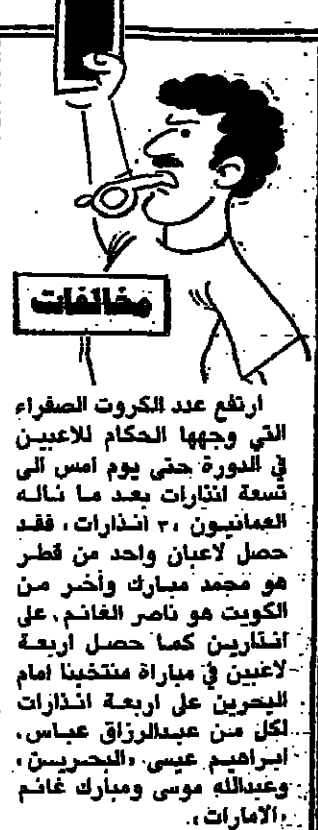 مخالفات
ارتفع عدد الكروت الصفراء
التي وجهها الحكام للاعبين
في الدورة حتى يوم امس الى
تسعة انذارات بعد ما ناله
العمانيون ٣٠ انذارات، فقد
حصل لاعبان واحد من قطر
هو محمد مبارك وأخر من
الكويت هو ناصر الغانم، على
انذارين كما حصل اربعة
لاعبين في مباراة منتخبنا امام
البحرين على اربعة انذارات
لكل من عبدالرزاق عباس،
ابراهيم عيسى «البحرين»
وعبدالله موسى ومبارك غانم
«الامارات».